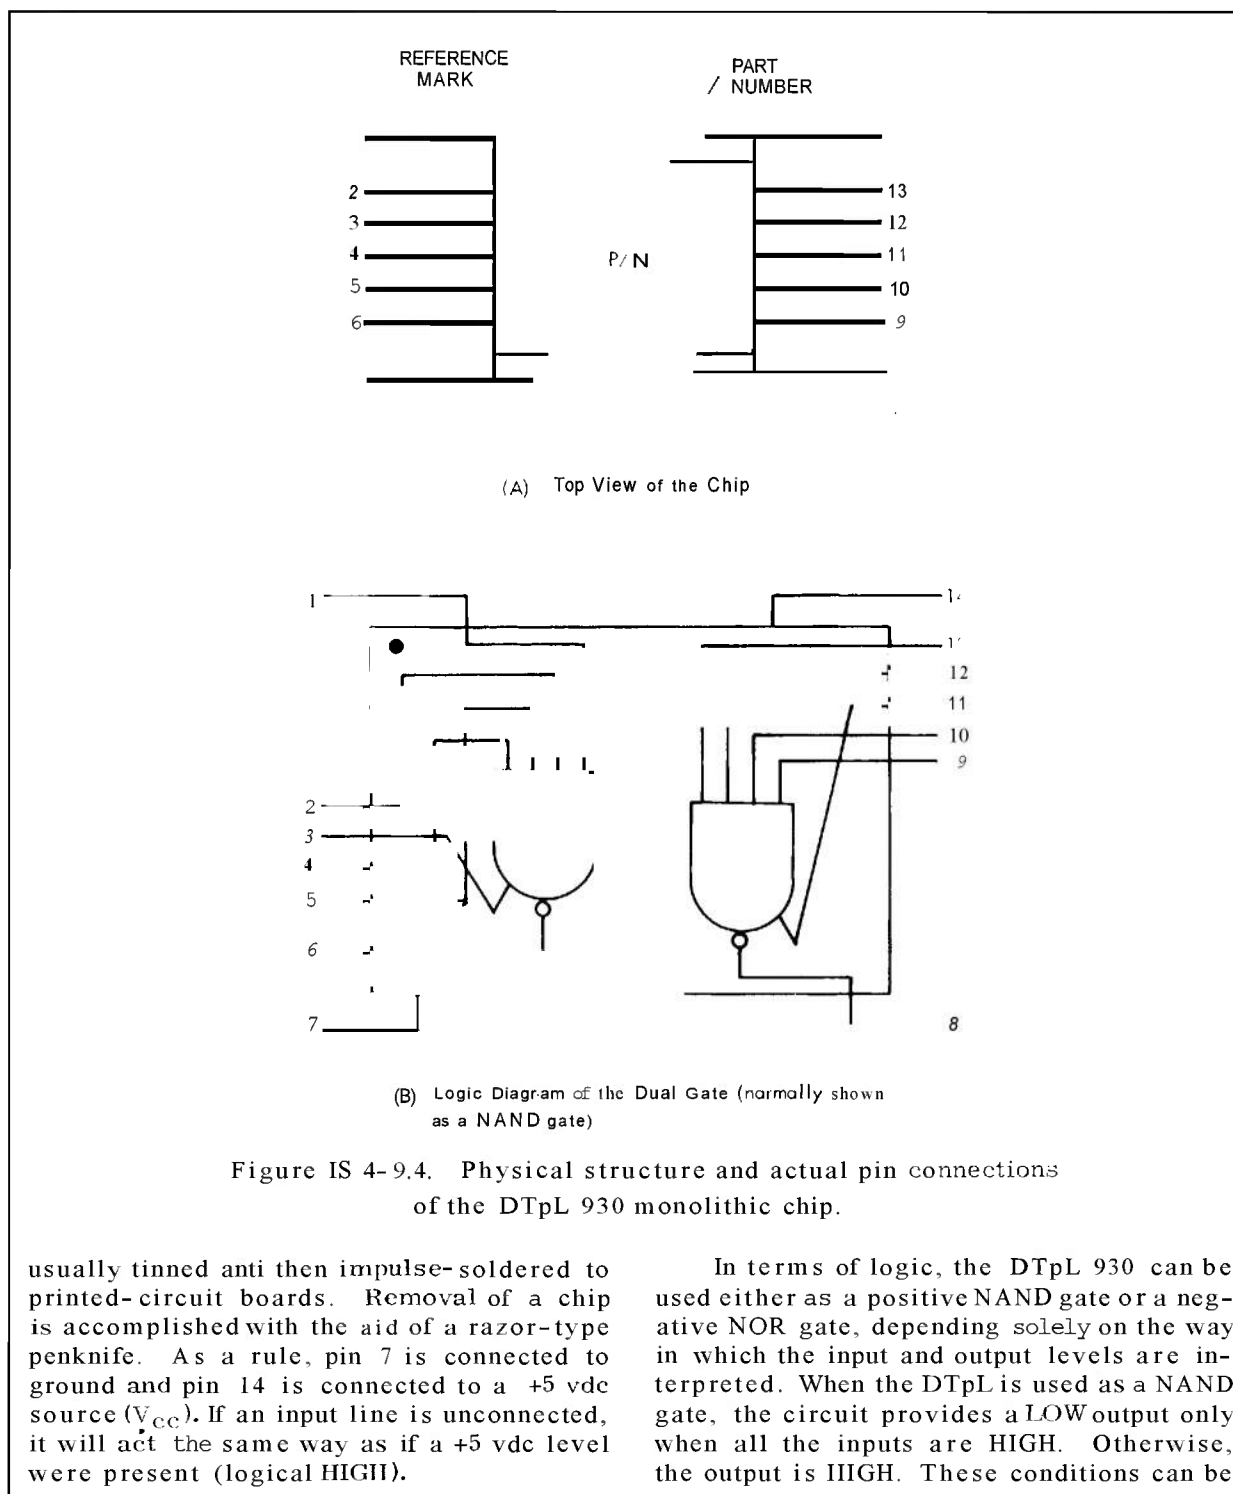 REFERENCE
MARK
PART
/ NUMBER
2
3
4
5
6
P/N
13
12
11
10
9
(A) Top View of the Chip
1
2
3
4
5
6
7
12
11
10
9
8
(B) Logic Diagram of the Dual Gate (normally shown
as a NAND gate)
Figure IS 4-9.4. Physical structure and actual pin connections
of the DTpL 930 monolithic chip.
usually tinned anti then impulse-soldered to
printed-circuit boards. Removal of a chip
is accomplished with the aid of a razor-type
penknife. As a rule, pin 7 is connected to
ground and pin 14 is connected to a +5 vdc
source (Vcc). If an input line is unconnected,
it will act the same way as if a +5 vdc level
were present (logical HIGII).
In terms of logic, the DTpL 930 can be
used either as a positive NAND gate or a neg-
ative NOR gate, depending solely on the way
in which the input and output levels are in-
terpreted. When the DTpL is used as a NAND
gate, the circuit provides a LOW output only
when all the inputs are HIGH. Otherwise,
the output is IIIGH. These conditions can be